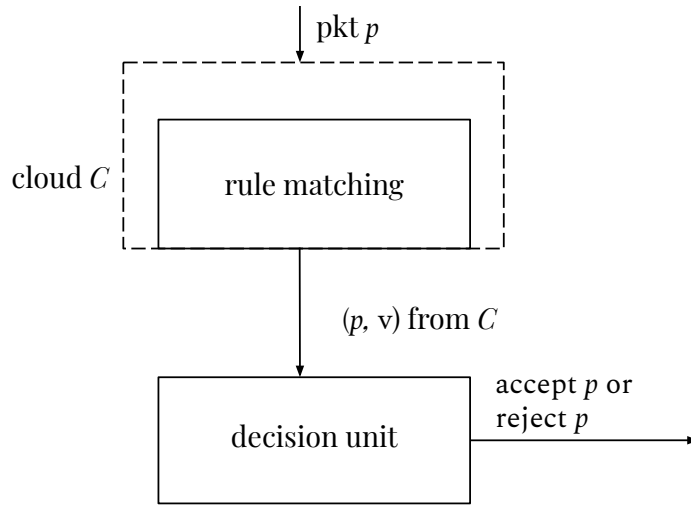 pkt p
cloud C
rule matching
(p, v) from C
accept p or
reject p
decision unit